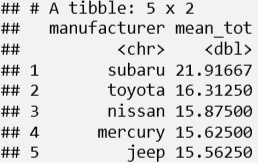 ## # A tibble: 5 x 2
##   manufacturer mean_tot
##          <chr>    <dbl>
## 1       subaru 21.91667
## 2       toyota 16.31250
## 3       nissan 15.87500
## 4      mercury 15.62500
## 5         jeep 15.56250